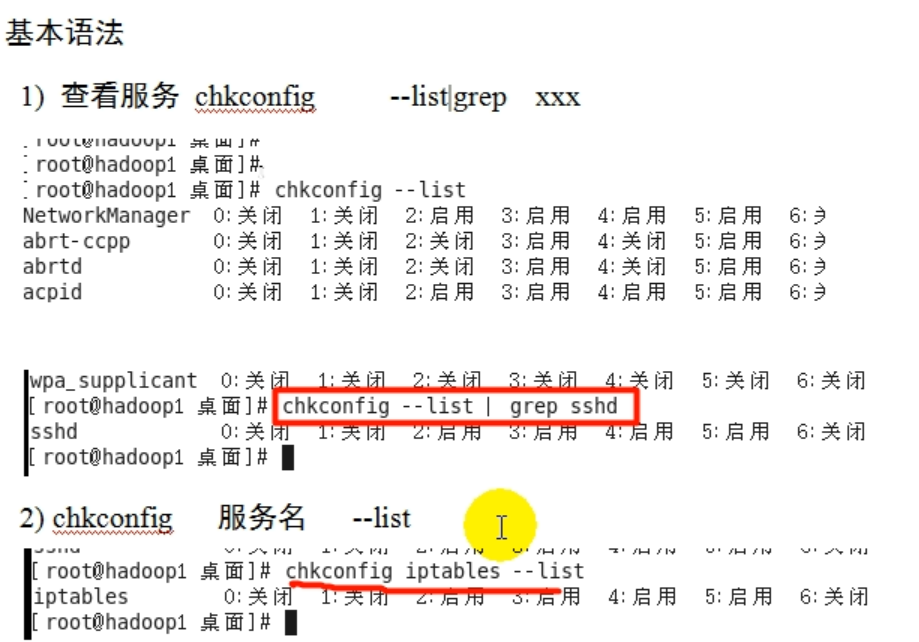 基本语法
1) 查看服务 chkconfig --list|grep xxx
[root@hadoop1 桌面]#
[root@hadoop1 桌面]#
[root@hadoop1 桌面]# chkconfig --list
NetworkManager 0:关闭 1:关闭 2:启用 3:启用 4:启用 5:启用 6:
abrt-ccpp 0:关闭 1:关闭 2:关闭 3:启用 4:关闭 5:启用 6:
abrtd 0:关闭 1:关闭 2:关闭 3:启用 4:关闭 5:启用 6:
acpid 0:关闭 1:关闭 2:启用 3:启用 4:启用 5:启用 6:
wpa_supplicant 0:关闭 1:关闭 2:关闭 3:关闭 4:关闭 5:关闭 6:关闭
[root@hadoop1 桌面]# chkconfig --list | grep sshd
sshd 0:关闭 1:关闭 2:启用 3:启用 4:启用 5:启用 6:关闭
[root@hadoop1 桌面]#
2) chkconfig 服务名 --list
[root@hadoop1 桌面]# chkconfig iptables --list
iptables 0:关闭 1:关闭 2:启用 3:启用 4:启用 5:启用 6:关闭
[root@hadoop1 桌面]#